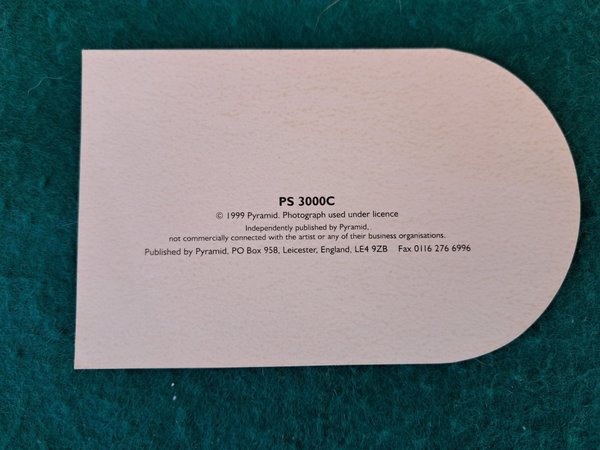 PS 3000C
© 1999 Pyramid. Photograph used under licence
Independently published by Pyramid, .
not commercially connected with the artist or any of their business organisations.
Published by Pyramid, PO Box 958, Leicester, England, LE4 9ZB Fax 0116 276 6996